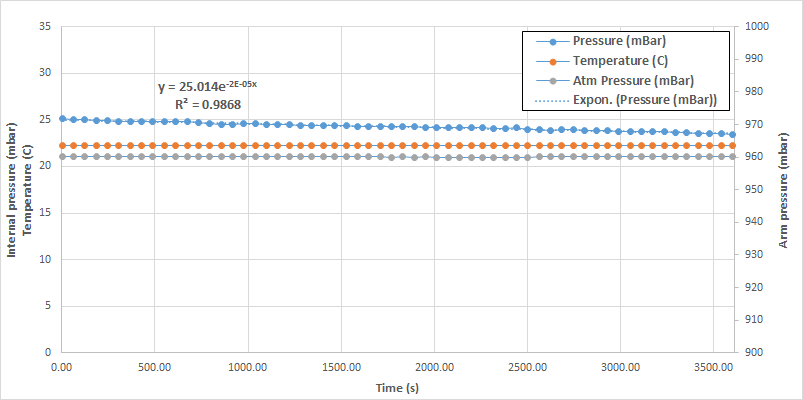 35
30
25
20
15
10
5
0
Internal pressure (mbar)
Temperature (C)
y = 25.014e-2E-05x
R² = 0.9868
Pressure (mBar)
Temperature (C)
Atm Pressure (mBar)
Expon. (Pressure (mBar))
1000
990
980
970
960
950
940
930
920
910
900
Arm pressure (mbar)
0.00 500.00 1000.00 1500.00 2000.00 2500.00 3000.00 3500.00
Time (s)